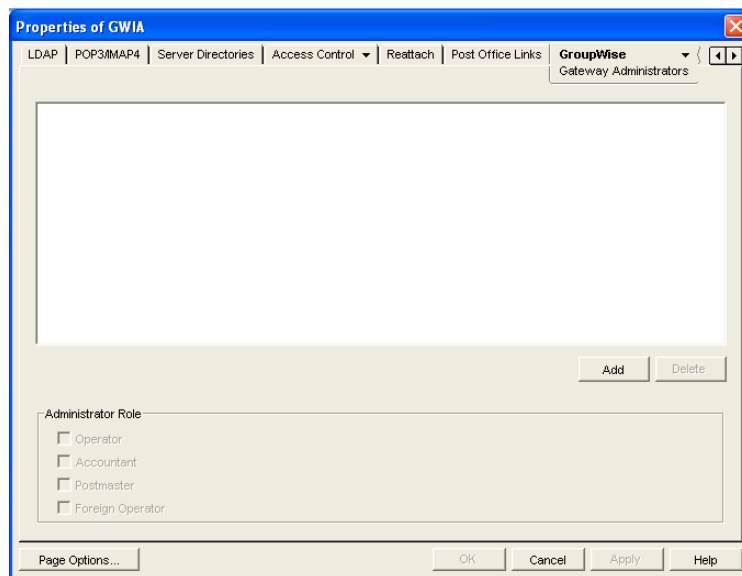 Properties of GWIA
LDAP POP3/IMAP4 Server Directories Access Control Reattach Post Office Links GroupWise
Gateway Administrators
Add Delete
Administrator Role
Operator
Accountant
Postmaster
Foreign Operator
Page Options... OK Cancel Apply Help